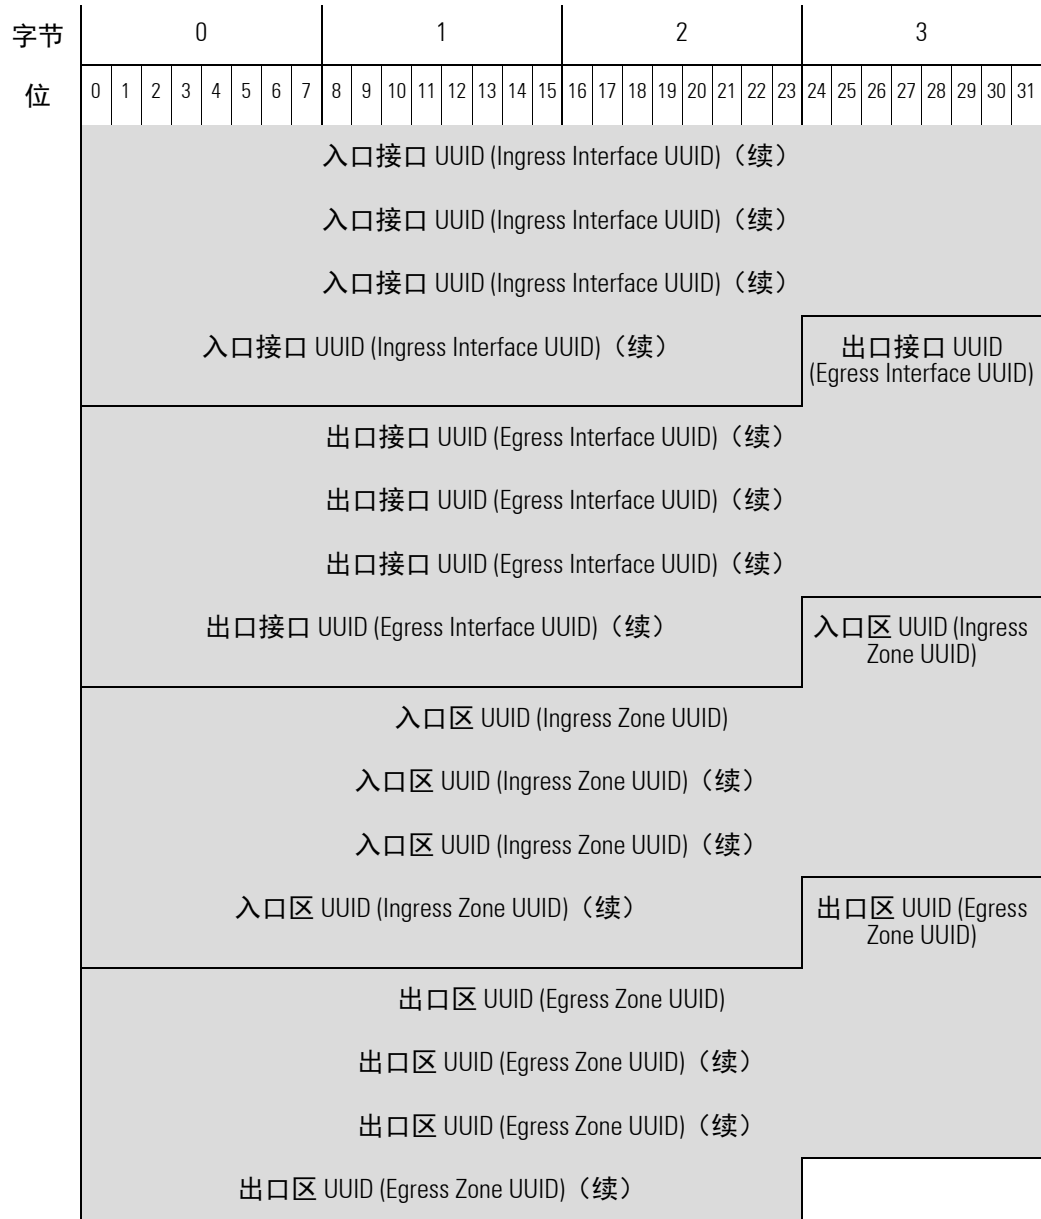 字节 0 1 2 3
位 0 1 2 3 4 5 6 7 8 9 10 11 12 13 14 15 16 17 18 19 20 21 22 23 24 25 26 27 28 29 30 31
入口接口 UUID (Ingress Interface UUID)（续）
入口接口 UUID (Ingress Interface UUID)（续）
入口接口 UUID (Ingress Interface UUID)（续）
入口接口 UUID (Ingress Interface UUID)（续）
出口接口 UUID
(Egress Interface UUID)
出口接口 UUID (Egress Interface UUID)（续）
出口接口 UUID (Egress Interface UUID)（续）
出口接口 UUID (Egress Interface UUID)（续）
出口接口 UUID (Egress Interface UUID)（续）
入口区 UUID (Ingress
Zone UUID)
入口区 UUID (Ingress Zone UUID)
入口区 UUID (Ingress Zone UUID)（续）
入口区 UUID (Ingress Zone UUID)（续）
入口区 UUID (Ingress Zone UUID)（续）
出口区 UUID (Egress
Zone UUID)
出口区 UUID (Egress Zone UUID)
出口区 UUID (Egress Zone UUID)（续）
出口区 UUID (Egress Zone UUID)（续）
出口区 UUID (Egress Zone UUID)（续）